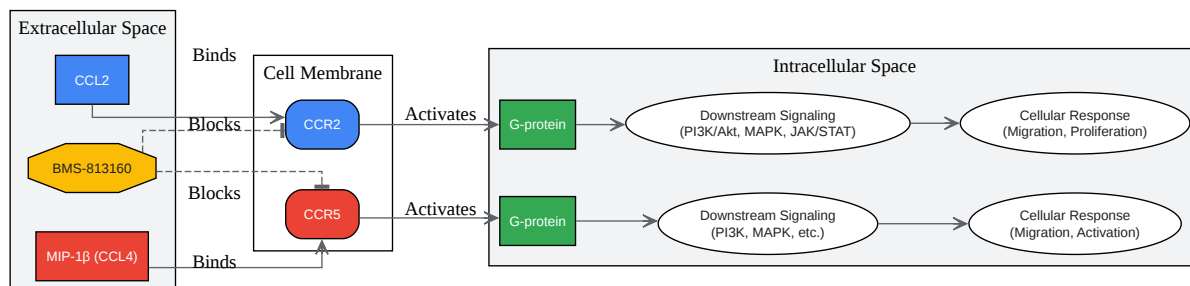 Extracellular Space
CCL2
BMS-813160
MIP-1β (CCL4)
Binds
Blocks
Blocks
Binds
Cell Membrane
CCR2
CCR5
Activates
Activates
Intracellular Space
G-protein
Downstream Signaling
(PI3K/Akt, MAPK, JAK/STAT)
Cellular Response
(Migration, Proliferation)
G-protein
Downstream Signaling
(PI3K, MAPK, etc.)
Cellular Response
(Migration, Activation)